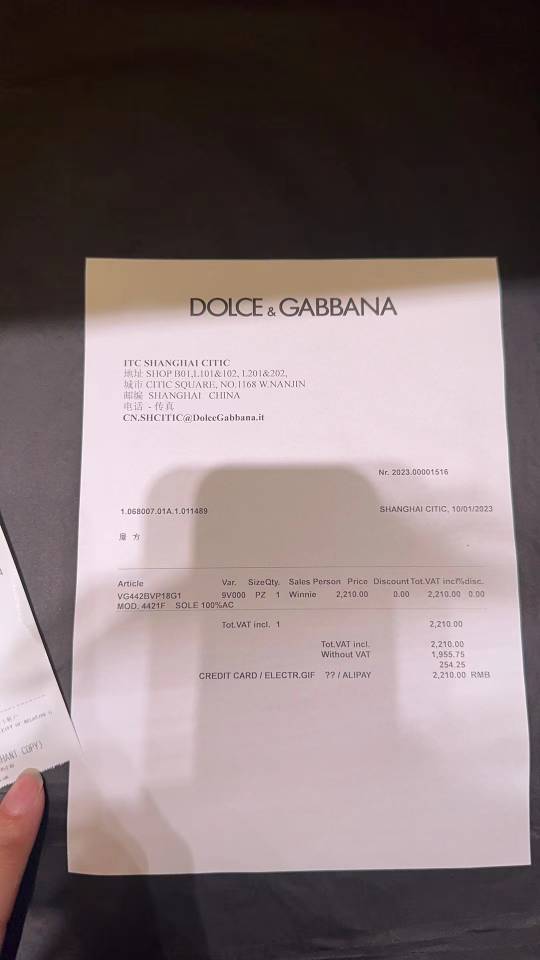 DOLCE & GABBANA
ITC SHANGHAI CITIC
地址 SHOP B01,L101&102, L201&202,
城市 CITIC SQUARE, NO.1168 W.NANJIN
邮编 SHANGHAI CHINA
电话 - 传真
CN.SHCITIC@DolceGabbana.it
Nr. 2023.00001516
1.068007.01A.1.011489 SHANGHAI CITIC, 10/01/2023
雇 方
Article Var. Size Qty. Sales Person Price Discount Tot.VAT incl %disc.
VG442BVP18G1 9V000 PZ 1 Winnie 2,210.00 0.00 2,210.00 0.00
MOD. 4421F SOLE 100%AC
Tot.VAT incl. 1 2,210.00
Tot.VAT incl. 2,210.00
Without VAT 1,955.75
254.25
CREDIT CARD / ELECTR.GIF ?? / ALIPAY 2,210.00 RMB
COPY)